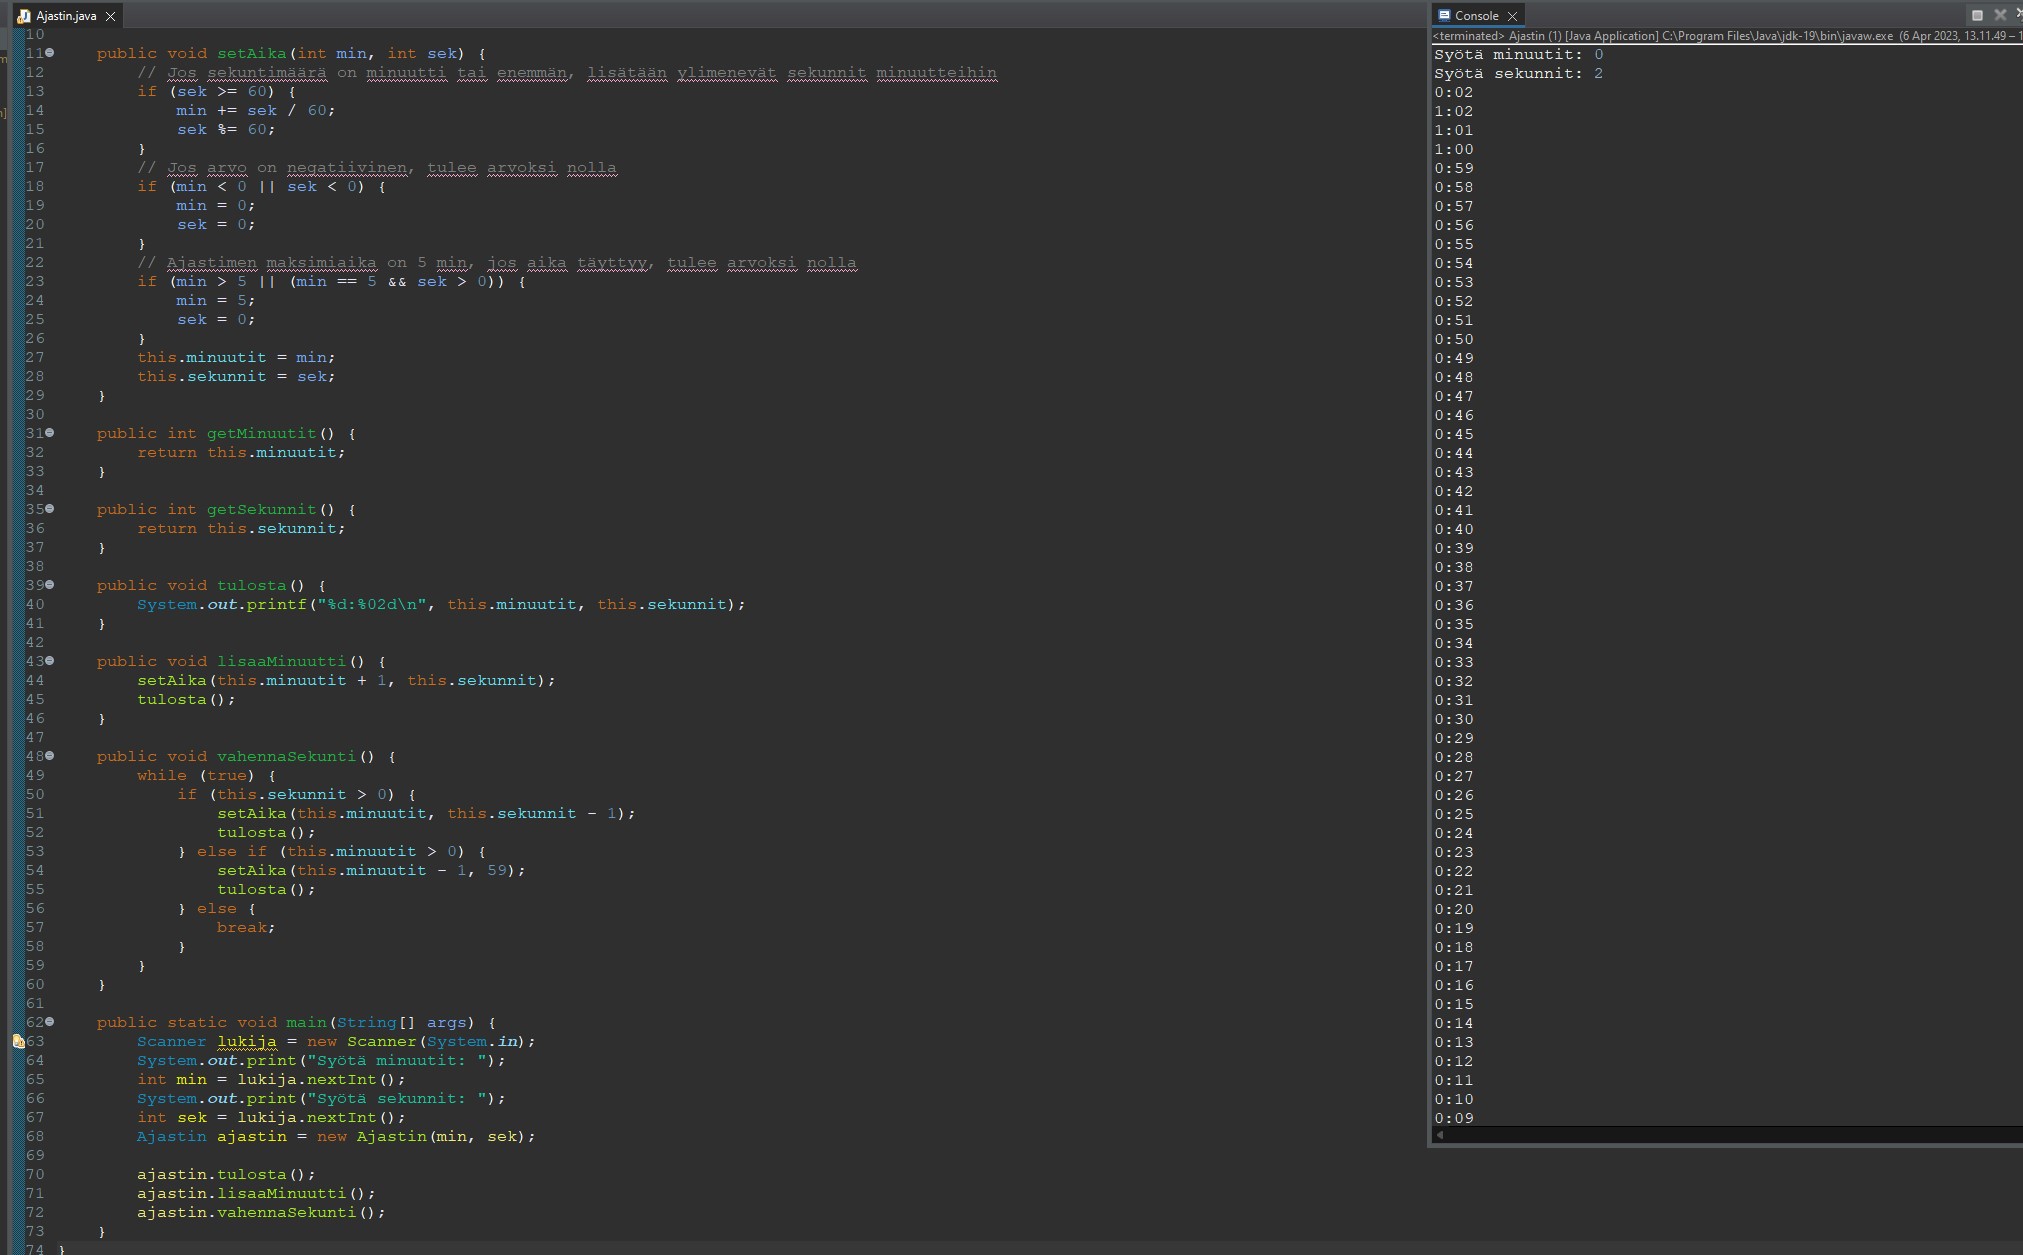 Ajastin.java
10
11 public void setAika(int min, int sek) {
12 // Jos sekuntimäärä on minuutti tai enemmän, lisätään ylimenevät sekunnit minuutteihin
13 if (sek >= 60) {
14 min += sek / 60;
15 sek %= 60;
16 }
17 // Jos arvo on negatiivinen, tulee arvoksi nolla
18 if (min < 0 || sek < 0) {
19 min = 0;
20 sek = 0;
21 }
22 // Ajastimen maksimiaika on 5 min, jos aika täyttyy, tulee arvoksi nolla
23 if (min > 5 || (min == 5 && sek > 0)) {
24 min = 5;
25 sek = 0;
26 }
27 this.minuutit = min;
28 this.sekunnit = sek;
29 }
30
31 public int getMinuutit() {
32 return this.minuutit;
33 }
34
35 public int getSekunnit() {
36 return this.sekunnit;
37 }
38
39 public void tulosta() {
40 System.out.printf("%d:%02d\n", this.minuutit, this.sekunnit);
41 }
42
43 public void lisaaMinuutti() {
44 setAika(this.minuutit + 1, this.sekunnit);
45 tulosta();
46 }
47
48 public void vahennaSekunti() {
49 while (true) {
50 if (this.sekunnit > 0) {
51 setAika(this.minuutit, this.sekunnit - 1);
52 tulosta();
53 } else if (this.minuutit > 0) {
54 setAika(this.minuutit - 1, 59);
55 tulosta();
56 } else {
57 break;
58 }
59 }
60 }
61
62 public static void main(String[] args) {
63 Scanner lukija = new Scanner(System.in);
64 System.out.print("Syötä minuutit: ");
65 int min = lukija.nextInt();
66 System.out.print("Syötä sekunnit: ");
67 int sek = lukija.nextInt();
68 Ajastin ajastin = new Ajastin(min, sek);
69
70 ajastin.tulosta();
71 ajastin.lisaaMinuutti();
72 ajastin.vahennaSekunti();
73 }
74 }
Console
<terminated> Ajastin (1) [Java Application] C:\Program Files\Java\jdk-19\bin\javaw.exe (6 Apr 2023, 13.11.49 – 1
Syötä minuutit: 0
Syötä sekunnit: 2
0:02
1:02
1:01
1:00
0:59
0:58
0:57
0:56
0:55
0:54
0:53
0:52
0:51
0:50
0:49
0:48
0:47
0:46
0:45
0:44
0:43
0:42
0:41
0:40
0:39
0:38
0:37
0:36
0:35
0:34
0:33
0:32
0:31
0:30
0:29
0:28
0:27
0:26
0:25
0:24
0:23
0:22
0:21
0:20
0:19
0:18
0:17
0:16
0:15
0:14
0:13
0:12
0:11
0:10
0:09